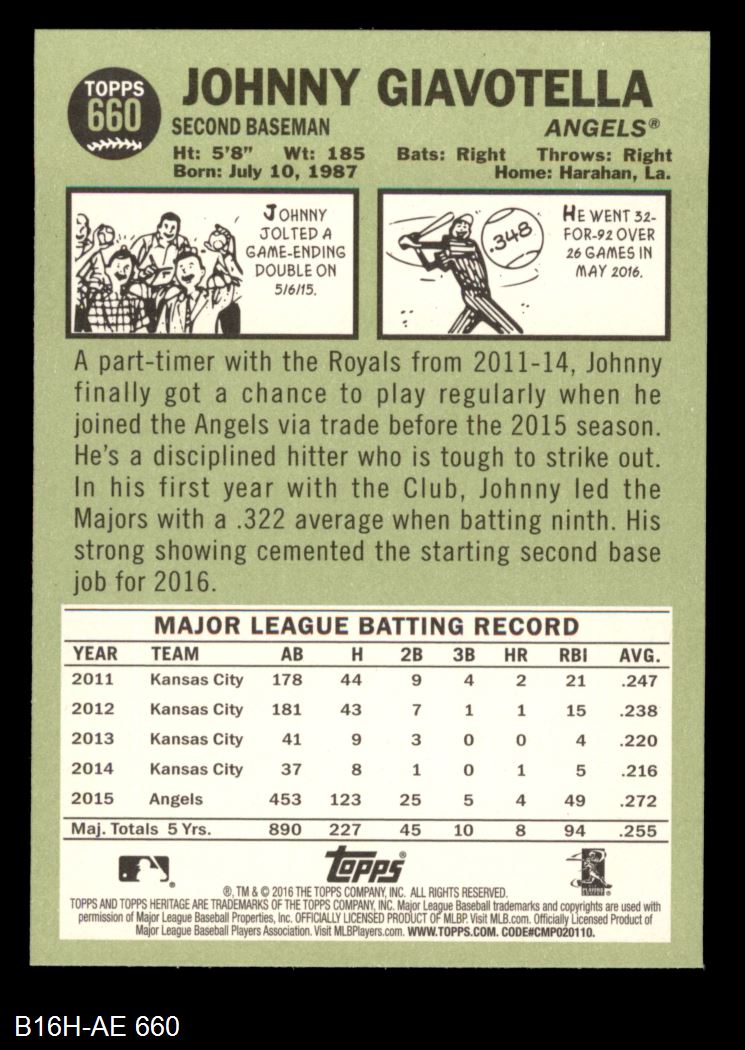 TOPPS
660
JOHNNY GIAVOTELLA
SECOND BASEMAN ANGELS®
Ht: 5'8" Wt: 185 Bats: Right Throws: Right
Born: July 10, 1987 Home: Harahan, La.
JOHNNY
JOLTED A
GAME-ENDING
DOUBLE ON
5/6/15.
.348
HE WENT 32-
FOR-92 OVER
26 GAMES IN
MAY 2016.
A part-timer with the Royals from 2011-14, Johnny
finally got a chance to play regularly when he
joined the Angels via trade before the 2015 season.
He's a disciplined hitter who is tough to strike out.
In his first year with the Club, Johnny led the
Majors with a .322 average when batting ninth. His
strong showing cemented the starting second base
job for 2016.
MAJOR LEAGUE BATTING RECORD
YEAR TEAM AB H 2B 3B HR RBI AVG.
2011 Kansas City 178 44 9 4 2 21 .247
2012 Kansas City 181 43 7 1 1 15 .238
2013 Kansas City 41 9 3 0 0 4 .220
2014 Kansas City 37 8 1 0 1 5 .216
2015 Angels 453 123 25 5 4 49 .272
Maj. Totals 5 Yrs. 890 227 45 10 8 94 .255
topps®
®, TM & © 2016 THE TOPPS COMPANY, INC. ALL RIGHTS RESERVED.
TOPPS AND TOPPS HERITAGE ARE TRADEMARKS OF THE TOPPS COMPANY, INC. Major League Baseball trademarks and copyrights are used with
permission of Major League Baseball Properties, Inc. OFFICIALLY LICENSED PRODUCT OF MLBP. Visit MLB.com. Officially Licensed Product of
Major League Baseball Players Association. Visit MLBPlayers.com. WWW.TOPPS.COM. CODE#CMP020110.
B16H-AE 660